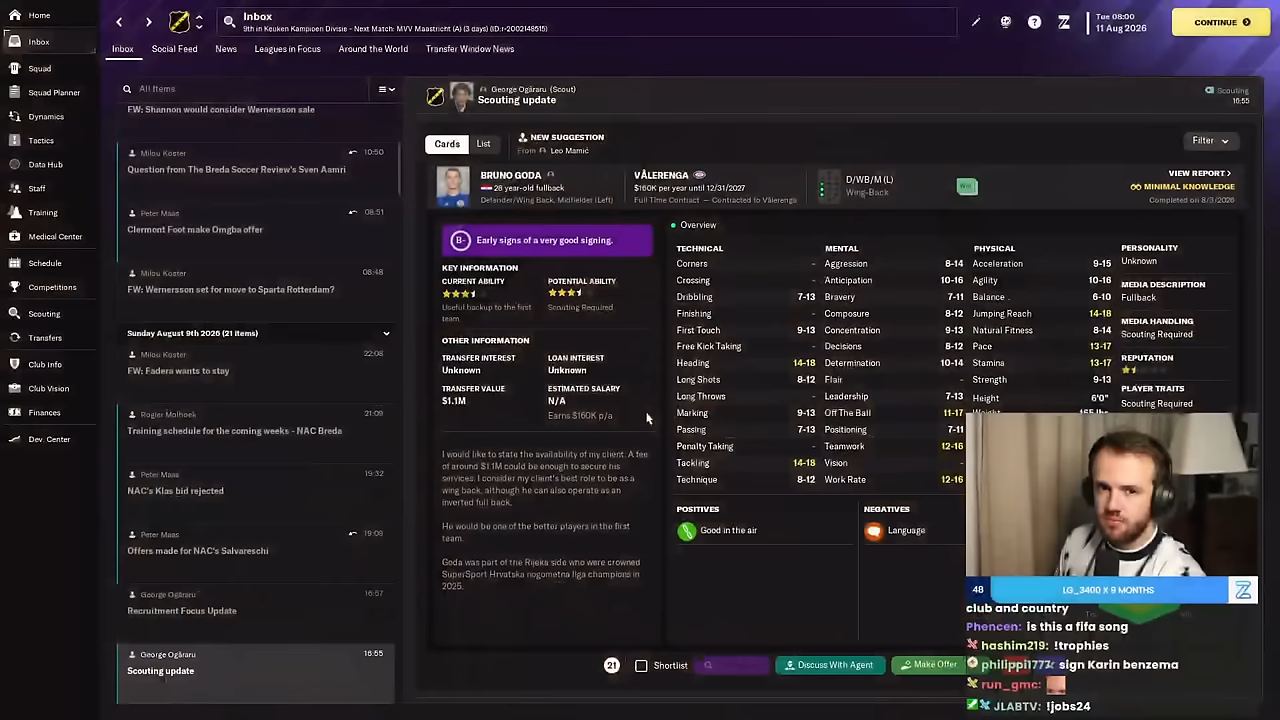 Home
Inbox
9th in Keuken Kampioen Divisie - Next Match: MVV Maastricht (A) (3 days) (ID:r-2002148515)
Tue 08:00
11 Aug 2026
CONTINUE
Inbox
Squad
Squad Planner
Dynamics
Tactics
Data Hub
Staff
Training
Medical Center
Schedule
Competitions
Scouting
Transfers
Club Info
Club Vision
Finances
Dev. Center
Inbox
Social Feed
News
Leagues in Focus
Around the World
Transfer Window News
All Items
FW: Shannon would consider Wernersson sale
Milou Koster
10:50
Question from The Breda Soccer Review's Sven Aamri
Peter Maas
08:51
Clermont Foot make Omgba offer
Milou Koster
08:48
FW: Wernersson set for move to Sparta Rotterdam?
Sunday August 9th 2026 (21 items)
Milou Koster
22:08
FW: Fadera wants to stay
Rogier Molhoek
21:09
Training schedule for the coming weeks - NAC Breda
Peter Maas
19:32
NAC's Klas bid rejected
Peter Maas
19:09
Offers made for NAC's Salvareschi
George Ogăraru
16:57
Recruitment Focus Update
George Ogăraru
16:55
Scouting update
George Ogăraru (Scout)
Scouting update
Scouting
16:55
Cards
List
NEW SUGGESTION
From Leo Mamić
Filter
BRUNO GODA
28 year-old fullback
Defender/Wing Back, Midfielder (Left)
VÅLERENGA
$160K per year until 12/31/2027
Full Time Contract – Contracted to Vålerenga
D/WB/M (L)
Wing-Back
VIEW REPORT
MINIMAL KNOWLEDGE
Completed on 8/3/2026
B-
Early signs of a very good signing.
KEY INFORMATION
CURRENT ABILITY
POTENTIAL ABILITY
Useful backup to the first team.
Scouting Required
OTHER INFORMATION
TRANSFER INTEREST
Unknown
LOAN INTEREST
Unknown
TRANSFER VALUE
$1.1M
ESTIMATED SALARY
N/A
Earns $160K p/a
I would like to state the availability of my client. A fee
of around $1.1M could be enough to secure his
services. I consider my client's best role to be as a
wing back, although he can also operate as an
inverted full back.
He would be one of the better players in the first
team.
Goda was part of the Rijeka side who were crowned
SuperSport Hrvatska nogometna liga champions in
2025.
Overview
TECHNICAL
Corners -
Crossing -
Dribbling 7-13
Finishing -
First Touch 9-13
Free Kick Taking -
Heading 14-18
Long Shots 8-12
Long Throws -
Marking 9-13
Passing 7-13
Penalty Taking -
Tackling 14-18
Technique 8-12
MENTAL
Aggression 8-14
Anticipation 10-16
Bravery 7-11
Composure 8-12
Concentration 9-13
Decisions 8-12
Determination 10-14
Flair -
Leadership 7-13
Off The Ball 11-17
Positioning 7-11
Teamwork 12-16
Vision -
Work Rate 12-16
PHYSICAL
Acceleration 9-15
Agility 10-16
Balance 6-10
Jumping Reach 14-18
Natural Fitness 8-14
Pace 13-17
Stamina 13-17
Strength 9-13
Height 6'0"
Weight 165 lbs
PERSONALITY
Unknown
MEDIA DESCRIPTION
Fullback
MEDIA HANDLING
Scouting Required
REPUTATION
PLAYER TRAITS
Scouting Required
POSITIVES
Good in the air
NEGATIVES
Language
21
Shortlist
Discuss With Agent
Make Offer
48
LG_3400 X 9 MONTHS
club and country
Phencen: is this a fifa song
hashim219: !trophies
philippi1773: sign Karin benzema
run_gmc:
JLABTV: !jobs24